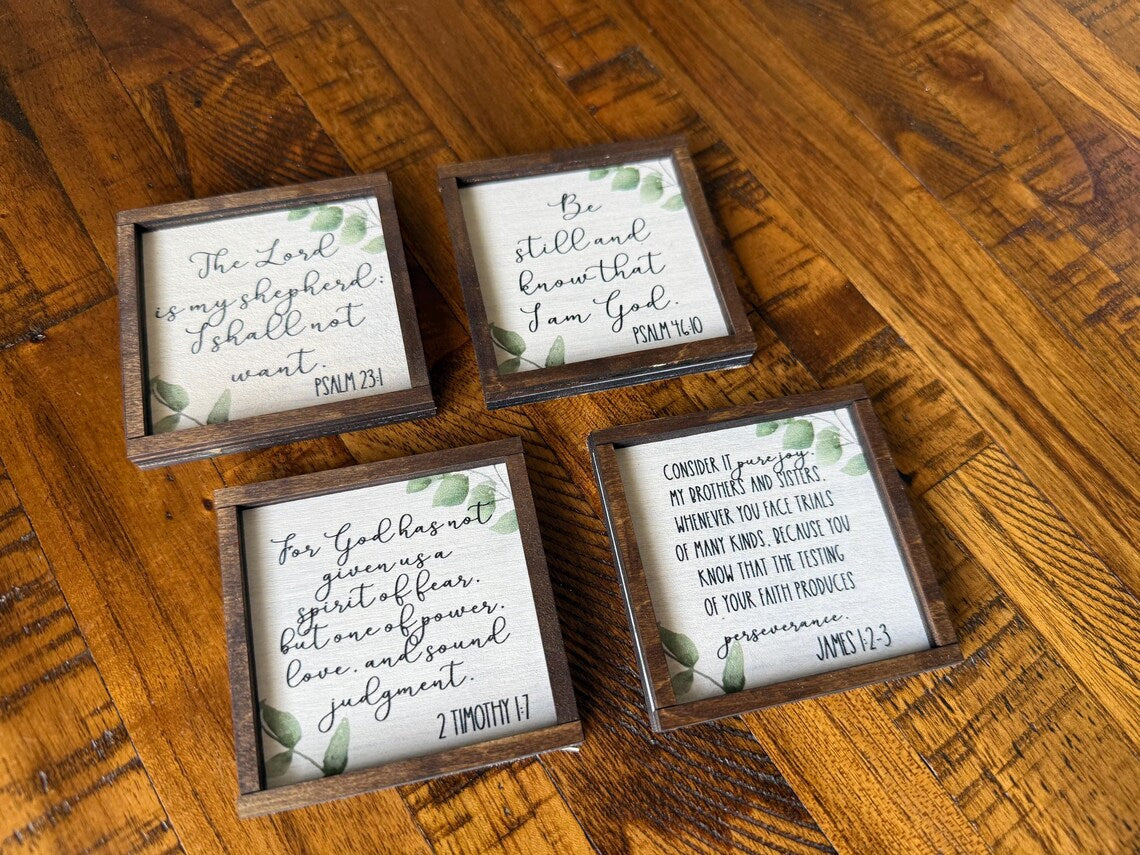 The Lord
is my shepherd;
I shall not
want.
PSALM 23:1
Be
still and
know that
I am God.
PSALM 46:10
For God has not
given us a
spirit of fear,
but one of power,
love, and sound
judgment.
2 TIMOTHY 1:7
CONSIDER IT pure joy,
MY BROTHERS AND SISTERS,
WHENEVER YOU FACE TRIALS
OF MANY KINDS, BECAUSE YOU
KNOW THAT THE TESTING
OF YOUR FAITH PRODUCES
perseverance.
JAMES 1:2-3